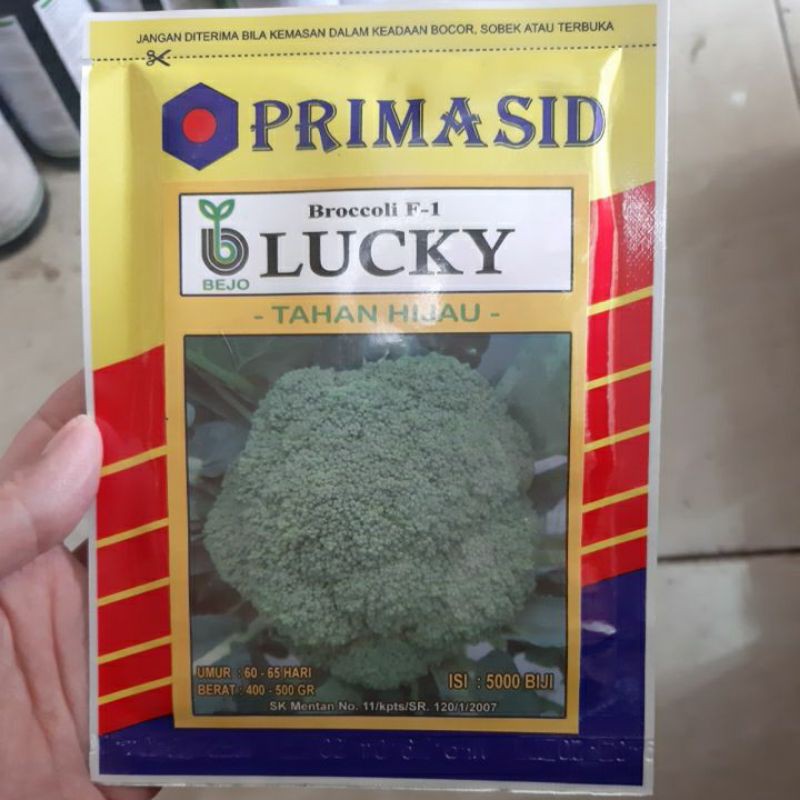 JANGAN DITERIMA BILA KEMASAN DALAM KEADAAN BOCOR, SOBEK ATAU TERBUKA
PRIMASID
Broccoli F-1
LUCKY
BEJO
- TAHAN HIJAU -
UMUR : 60 - 65 HARI
BERAT : 400 - 500 GR
ISI : 5000 BIJI
SK Mentan No. 11/kpts/SR. 120/1/2007